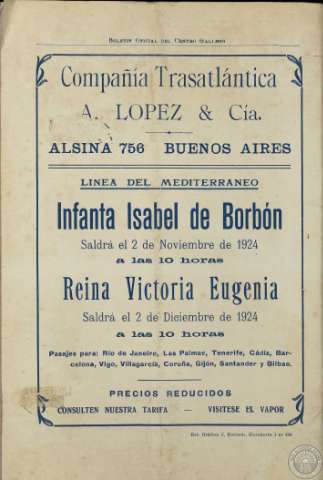 BOLETIN OFICIAL DEL CENTRO GALLEGO
Compañía Trasatlántica
A. LOPEZ & Cía.
ALSINA 756 BUENOS AIRES
LINEA DEL MEDITERRANEO
Infanta Isabel de Borbón
Saldrá el 2 de Noviembre de 1924
a las 10 horas
Reina Victoria Eugenia
Saldrá el 2 de Diciembre de 1924
a las 10 horas
Pasajes para: Río de Janeiro, Las Palmas, Tenerife, Cádiz, Bar-
celona, Vigo, Villagarcía, Coruña, Gijón, Santander y Bilbao.
PRECIOS REDUCIDOS
CONSULTEN NUESTRA TARIFA — VISITESE EL VAPOR